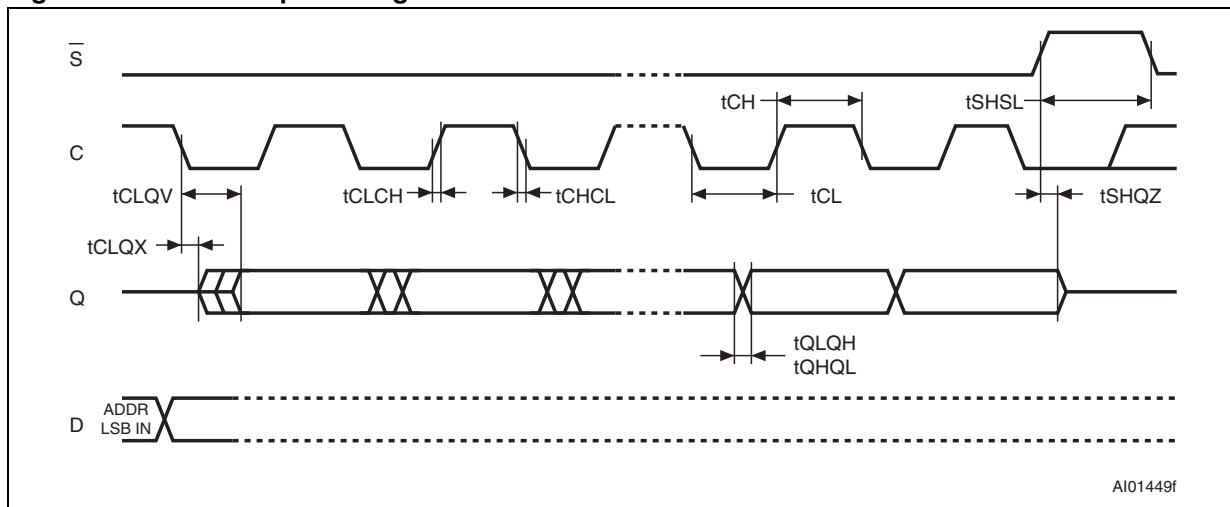 S
tCH
tSHSL
C
tCLQV
tCLCH
tCHCL
tCL
tSHQZ
tCLQX
Q
tQLQH
tQHQL
D
ADDR
LSB IN
AI01449f